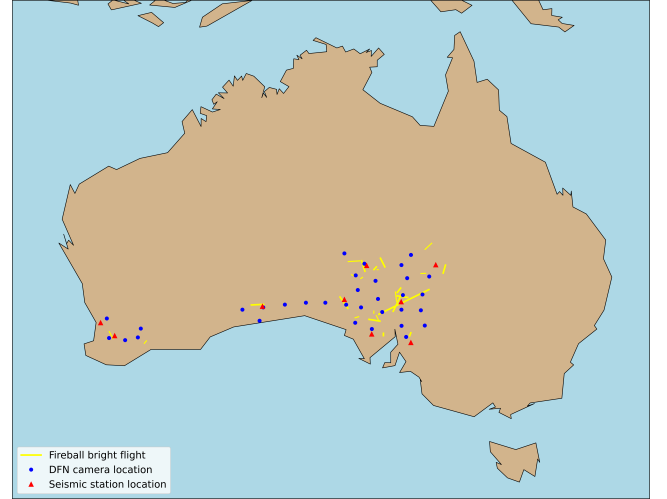 Fireball bright flight
DFN camera location
Seismic station location